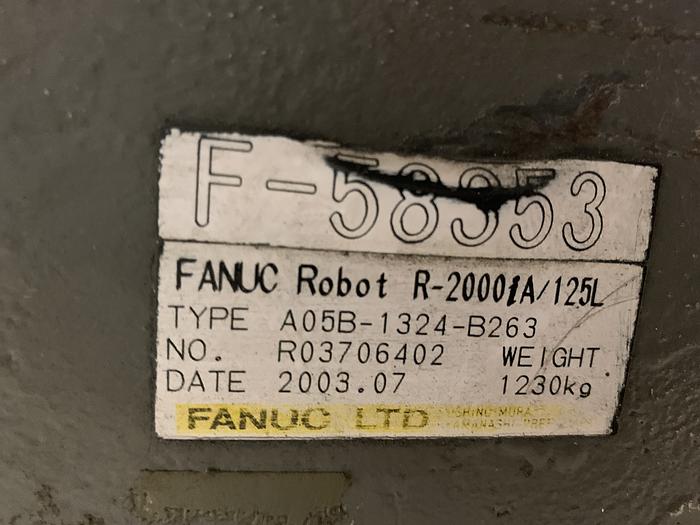 F-58353
FANUC Robot R-2000iA/125L
TYPE A05B-1324-B263
NO. R03706402 WEIGHT
DATE 2003.07 1230kg
FANUC LTD